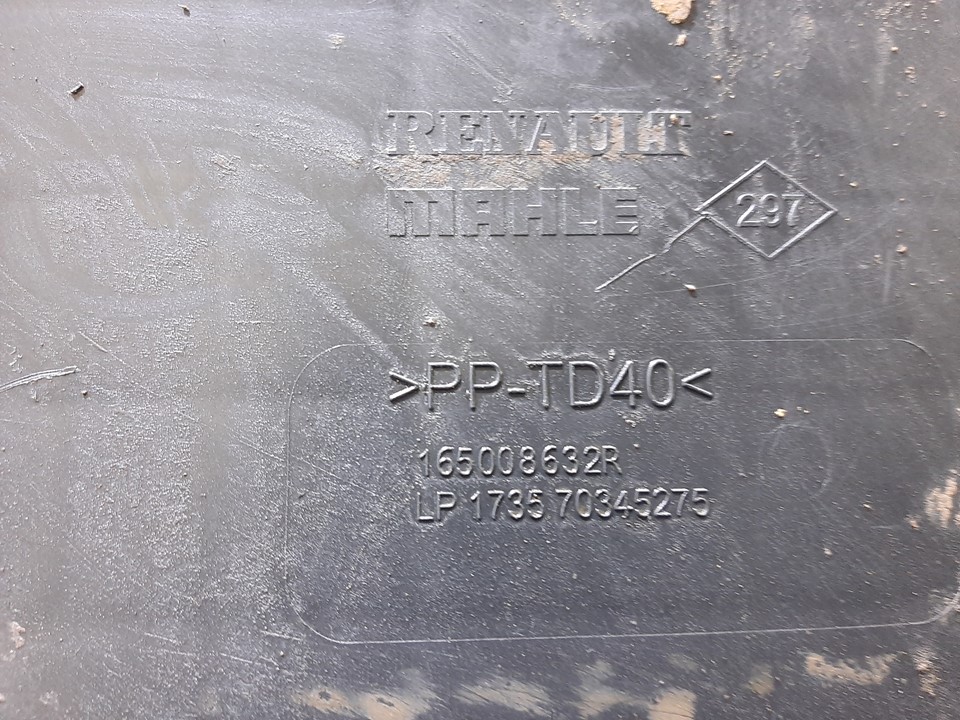 RENAULT
MAHLE 297
>PP-TD40<
165008632R
LP 1735 70345275